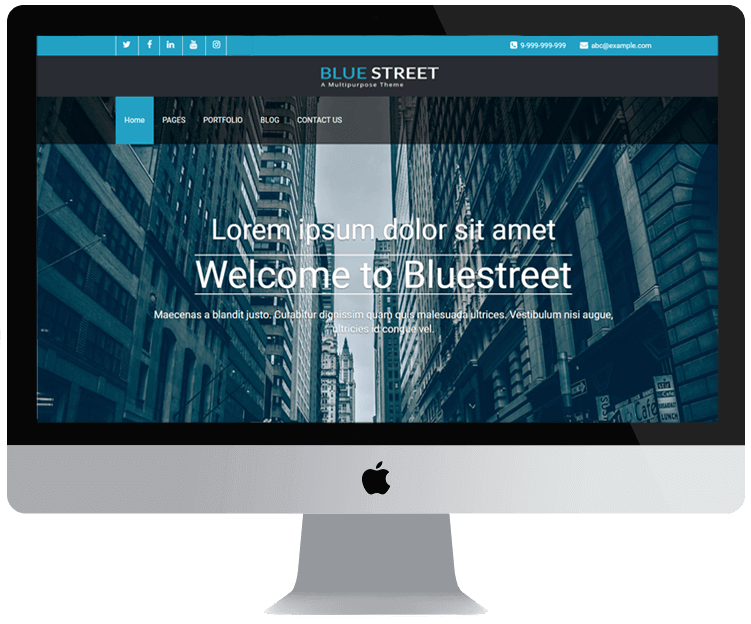 9-999-999-999 abc@example.com
BLUE STREET
A Multipurpose Theme
Home PAGES PORTFOLIO BLOG CONTACT US
Lorem ipsum dolor sit amet
Welcome to Bluestreet
Maecenas a blandit justo. Curabitur dignissim quam quis malesuada ultrices. Vestibulum nisi augue,
ultricies id congue vel.
Cafe
LUNCH